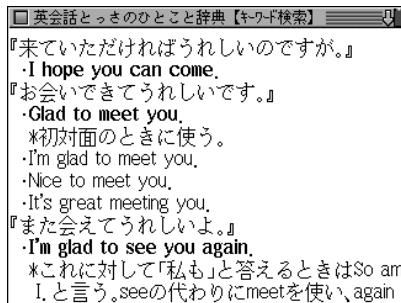 英会話とっさのひとこと辞典【キーワード検索】
『来ていただければうれしいのですが。』
・I hope you can come.
『お会いできてうれしいです。』
・Glad to meet you.
*初対面のときに使う。
・I'm glad to meet you.
・Nice to meet you.
・It's great meeting you.
『また会えてうれしいよ。』
・I'm glad to see you again.
*これに対して「私も」と答えるときはSo am
I. と言う。seeの代わりにmeetを使い、again